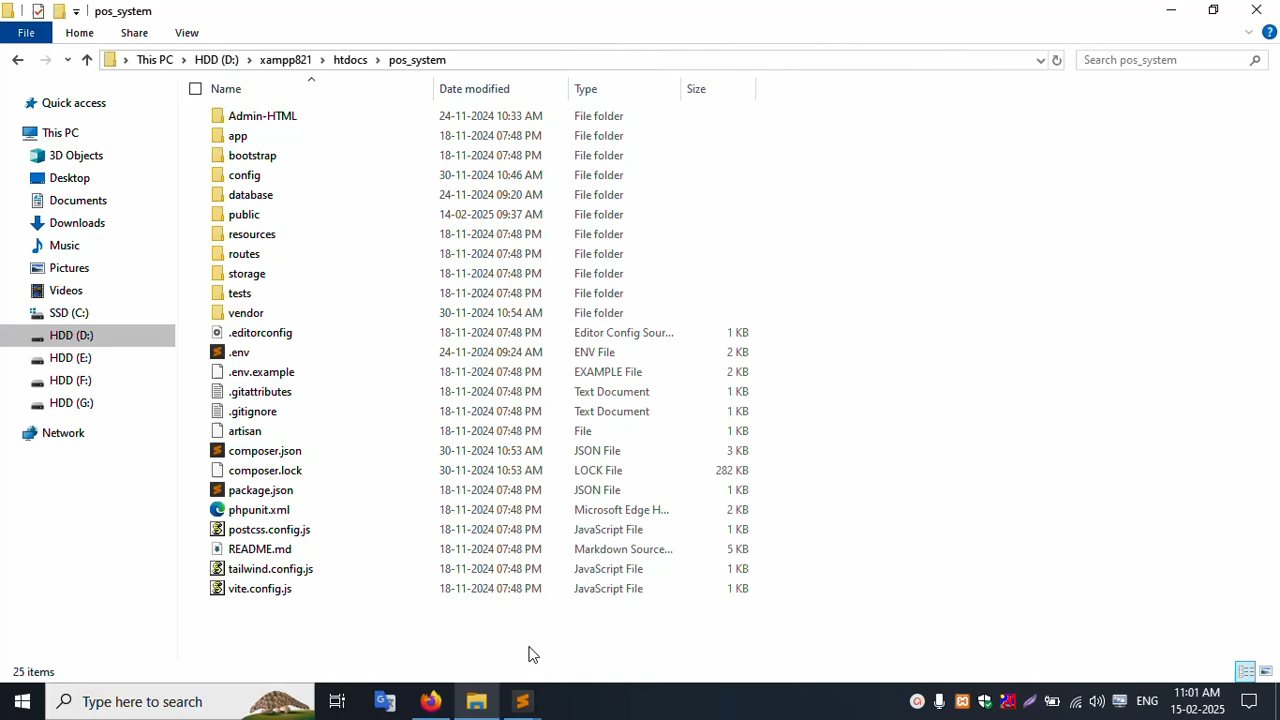 pos_system
File
Home
Share
View
This PC
HDD (D:)
xampp821
htdocs
pos_system
Search pos_system
Name
Date modified
Type
Size
Quick access
This PC
3D Objects
Desktop
Documents
Downloads
Music
Pictures
Videos
SSD (C:)
HDD (D:)
HDD (E:)
HDD (F:)
HDD (G:)
Network
Admin-HTML 24-11-2024 10:33 AM File folder
app 18-11-2024 07:48 PM File folder
bootstrap 18-11-2024 07:48 PM File folder
config 30-11-2024 10:46 AM File folder
database 24-11-2024 09:20 AM File folder
public 14-02-2025 09:37 AM File folder
resources 18-11-2024 07:48 PM File folder
routes 18-11-2024 07:48 PM File folder
storage 18-11-2024 07:48 PM File folder
tests 18-11-2024 07:48 PM File folder
vendor 30-11-2024 10:54 AM File folder
.editorconfig 18-11-2024 07:48 PM Editor Config Sour... 1 KB
.env 24-11-2024 09:24 AM ENV File 2 KB
.env.example 18-11-2024 07:48 PM EXAMPLE File 2 KB
.gitattributes 18-11-2024 07:48 PM Text Document 1 KB
.gitignore 18-11-2024 07:48 PM Text Document 1 KB
artisan 18-11-2024 07:48 PM File 1 KB
composer.json 30-11-2024 10:53 AM JSON File 3 KB
composer.lock 30-11-2024 10:53 AM LOCK File 282 KB
package.json 18-11-2024 07:48 PM JSON File 1 KB
phpunit.xml 18-11-2024 07:48 PM Microsoft Edge H... 2 KB
postcss.config.js 18-11-2024 07:48 PM JavaScript File 1 KB
README.md 18-11-2024 07:48 PM Markdown Source... 5 KB
tailwind.config.js 18-11-2024 07:48 PM JavaScript File 1 KB
vite.config.js 18-11-2024 07:48 PM JavaScript File 1 KB
25 items
Type here to search
ENG
11:01 AM
15-02-2025